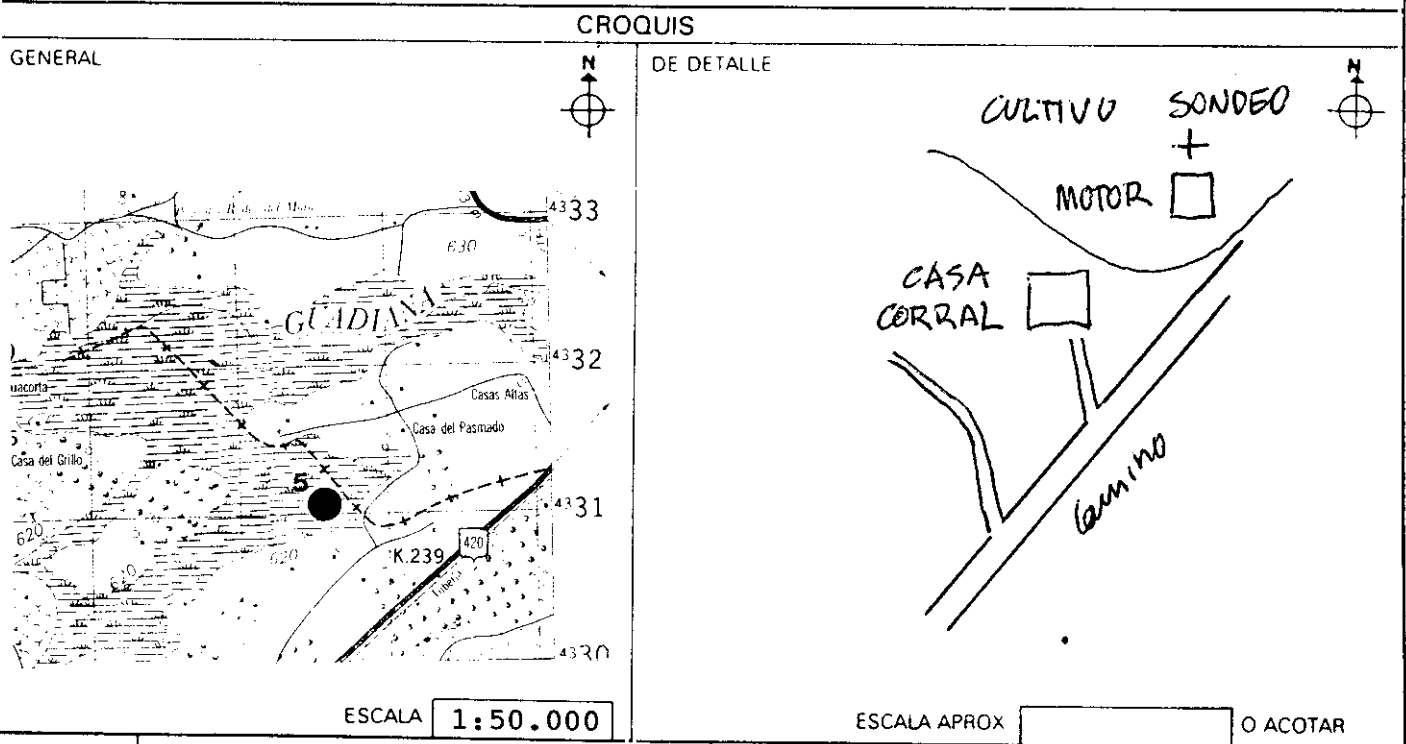 CROQUIS
GENERAL
N
4333
630
GUADIANA
4332
uacorta
Casas Altas
Casa del Pasmado
Casa del Grillo
5
4331
620
620
K.239
420
4330
ESCALA 1:50.000
DE DETALLE
N
CULTIVO SONDEO
MOTOR
CASA
CORRAL
Camino
ESCALA APROX O ACOTAR